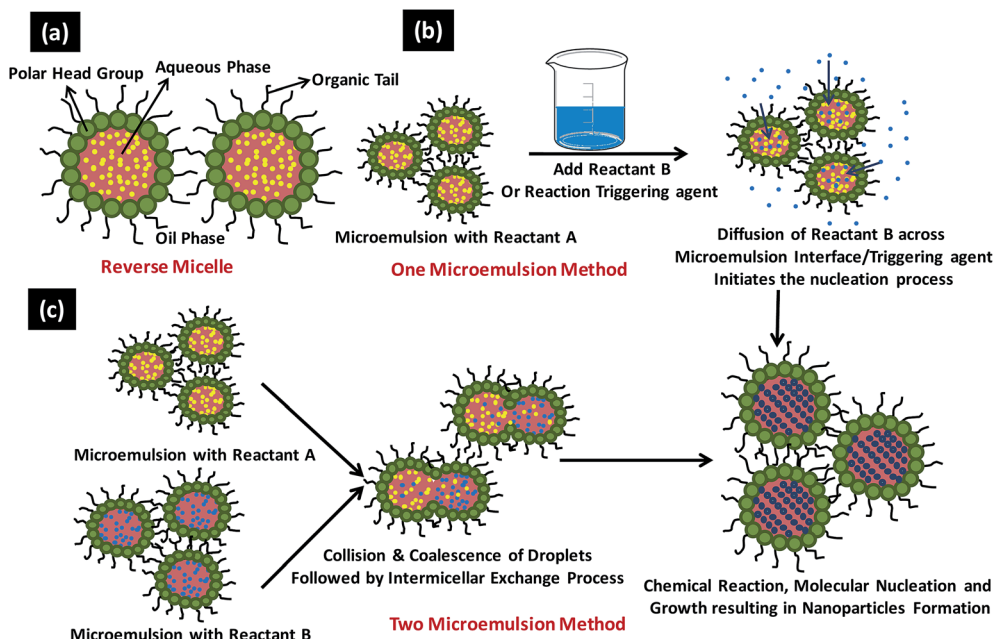 (a)
Polar Head Group
Aqueous Phase
Organic Tail
Oil Phase
Reverse Micelle
(b)
Microemulsion with Reactant A
Add Reactant B
Or Reaction Triggering agent
One Microemulsion Method
Diffusion of Reactant B across
Microemulsion Interface/Triggering agent
Initiates the nucleation process
(c)
Microemulsion with Reactant A
Microemulsion with Reactant B
Collision & Coalescence of Droplets
Followed by Intermicellar Exchange Process
Two Microemulsion Method
Chemical Reaction, Molecular Nucleation and
Growth resulting in Nanoparticles Formation